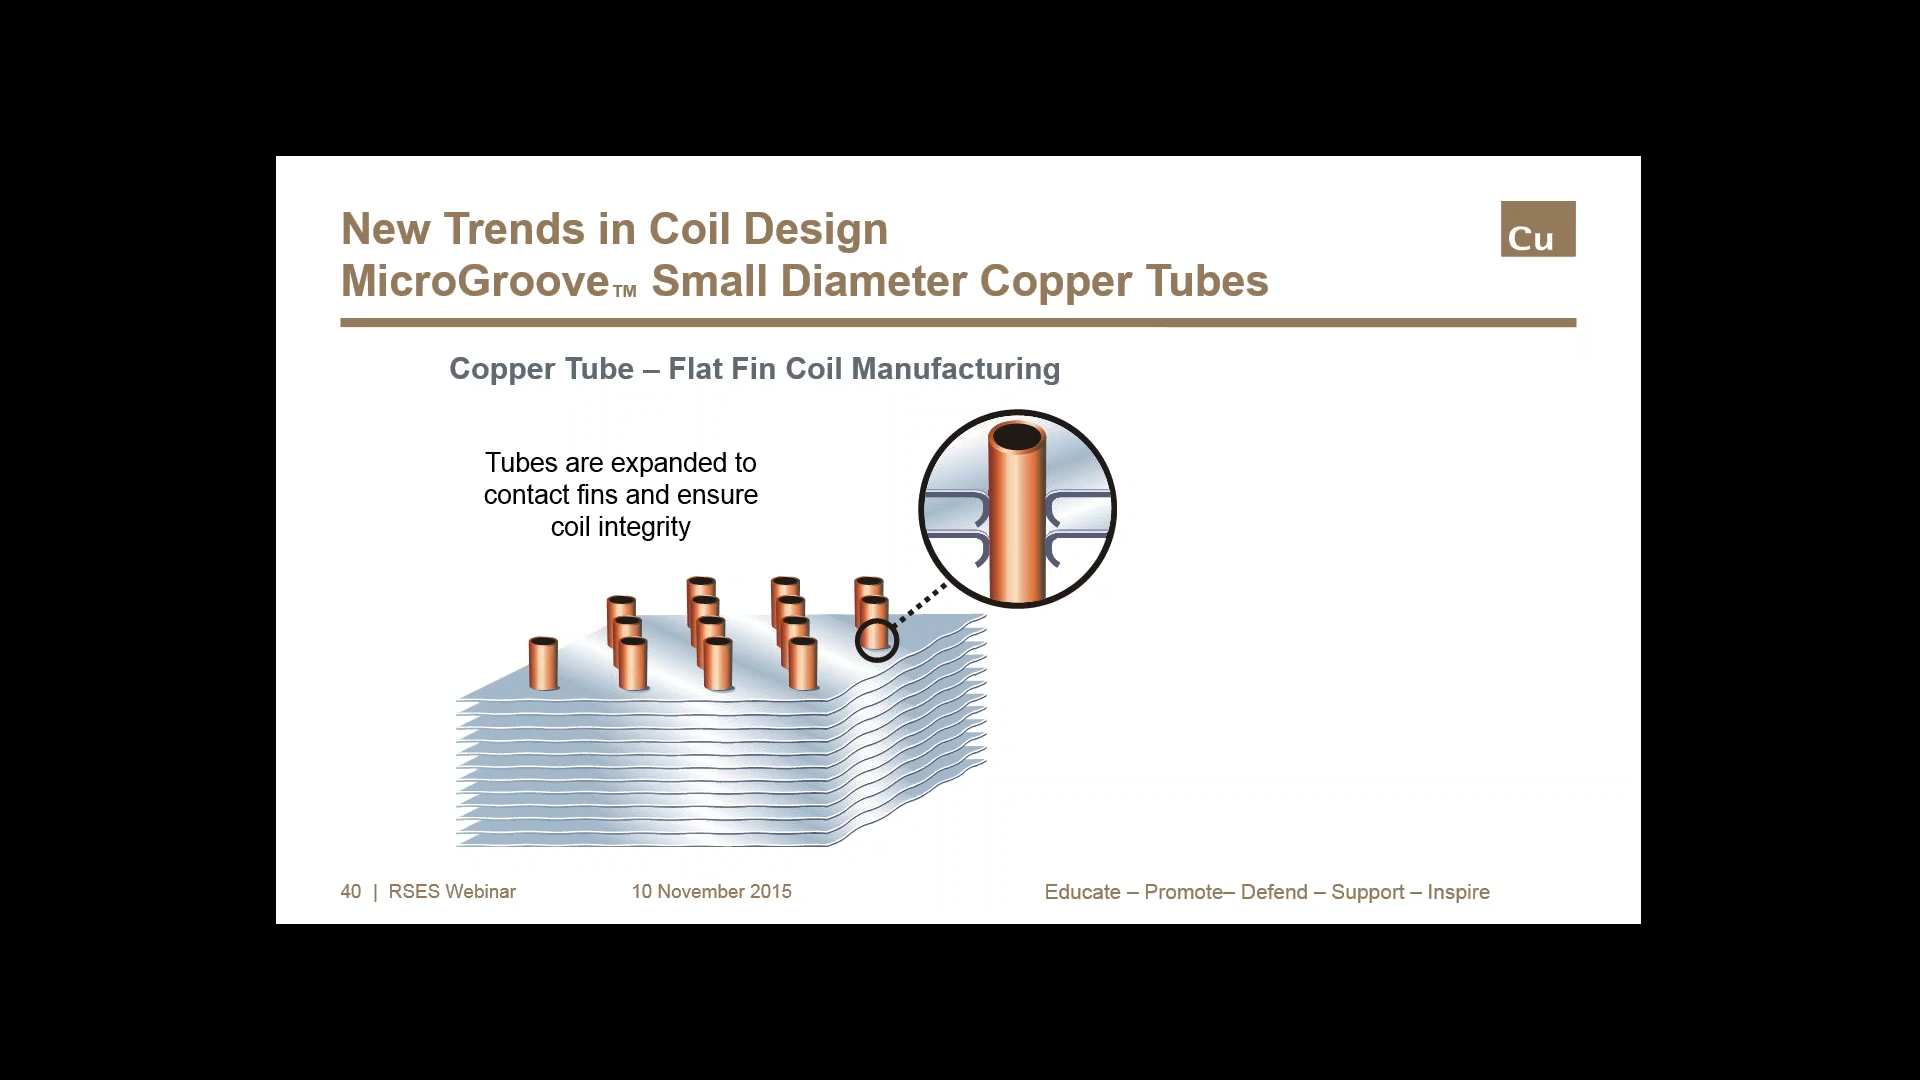 New Trends in Coil Design
MicroGroove™ Small Diameter Copper Tubes
Cu
Copper Tube – Flat Fin Coil Manufacturing
Tubes are expanded to
contact fins and ensure
coil integrity
40 | RSES Webinar
10 November 2015
Educate – Promote– Defend – Support – Inspire